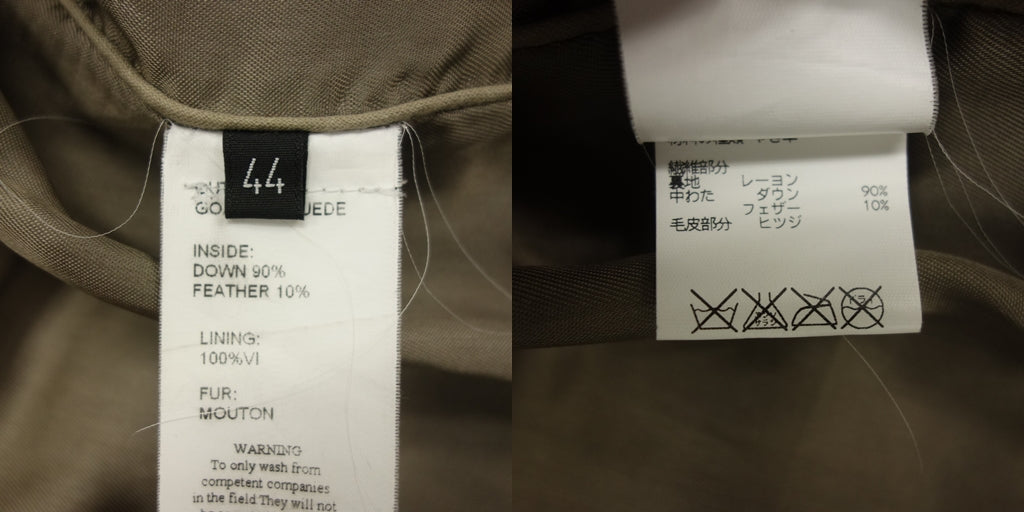 44
UEDE
INSIDE:
DOWN 90%
FEATHER 10%
LINING:
100%VI
FUR:
MOUTON
WARNING
To only wash from
competent companies
in the field They will not
繊維部分
裏地 レーヨン
中わた ダウン 90%
フェザー 10%
毛皮部分 ヒツジ